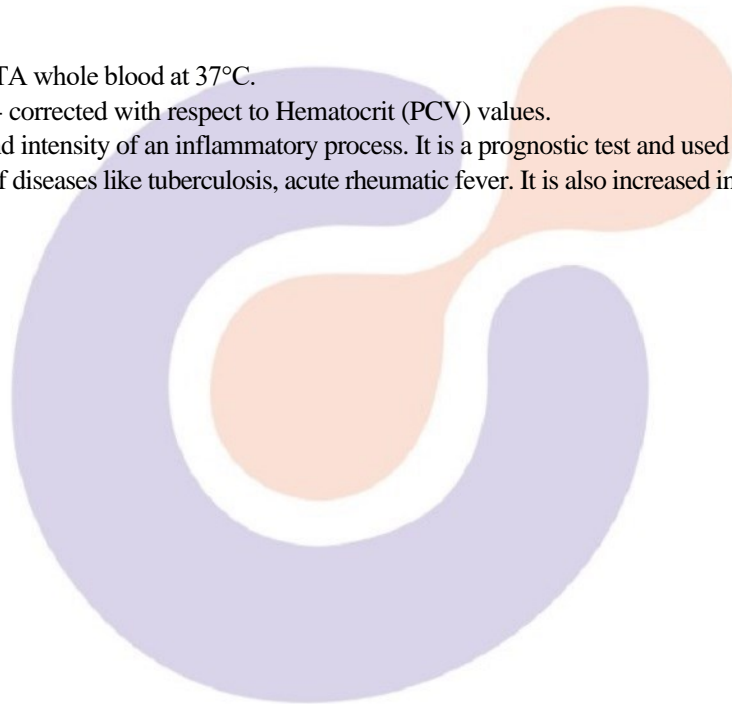 TA whole blood at 37°C.
corrected with respect to Hematocrit (PCV) values.
intensity of an inflammatory process. It is a prognostic test and used
diseases like tuberculosis, acute rheumatic fever. It is also increased in